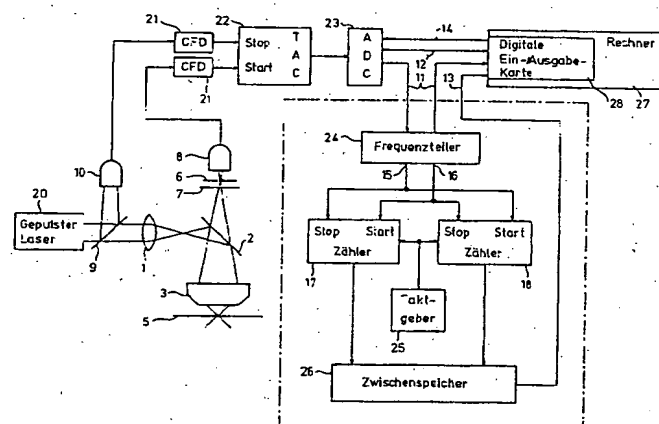 21
CFD
CFD
21
22
Stop
Start
T
A
C
23
A
D
C
14
12
11
13
Rechner
Digitale
Ein-Ausgabe-
Karte
28
27
10
8
6
7
24
Frequenzteiler
15
16
20
Gepulster
Laser
9
1
2
3
5
Stop
Start
Zähler
17
Stop
Start
Zähler
18
Takt-
geber
25
26
Zwischenspeicher